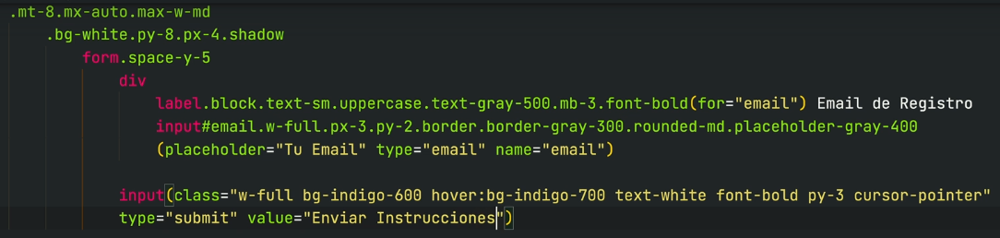 .mt-8.mx-auto.max-w-md
.bg-white.py-8.px-4.shadow
form.space-y-5
div
label.block.text-sm.uppercase.text-gray-500.mb-3.font-bold(for="email") Email de Registro
input#email.w-full.px-3.py-2.border.border-gray-300.rounded-md.placeholder-gray-400
(placeholder="Tu Email" type="email" name="email")
input(class="w-full bg-indigo-600 hover:bg-indigo-700 text-white font-bold py-3 cursor-pointer"
type="submit" value="Enviar Instrucciones")